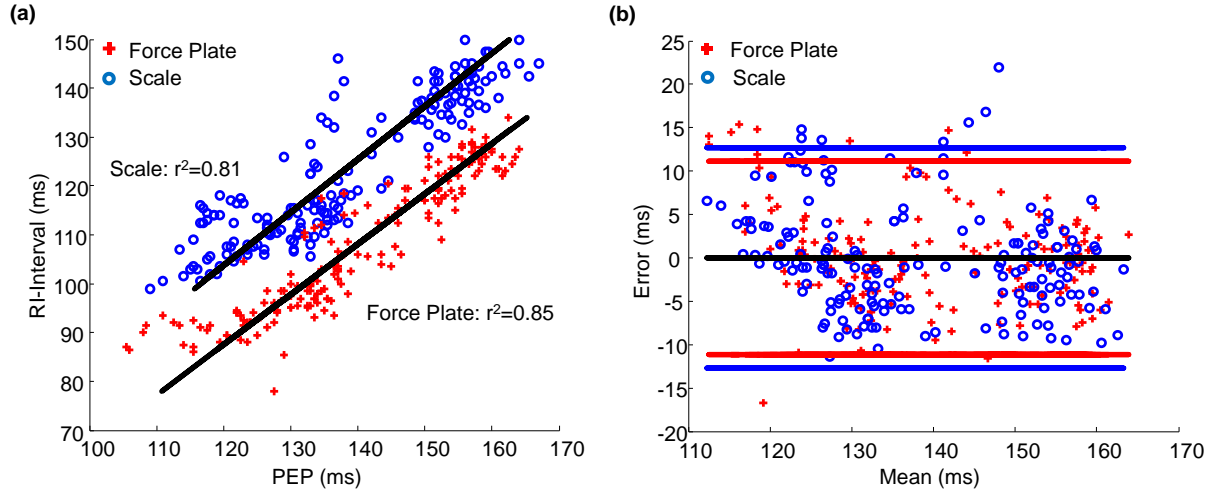 (a)
150
140
130
120
110
100
90
80
70
RI-Interval (ms)
Force Plate
Scale
Scale: r²=0.81
Force Plate: r²=0.85
100 110 120 130 140 150 160 170
PEP (ms)
(b)
25
20
15
10
5
0
-5
-10
-15
-20
Error (ms)
Force Plate
Scale
110 120 130 140 150 160 170
Mean (ms)